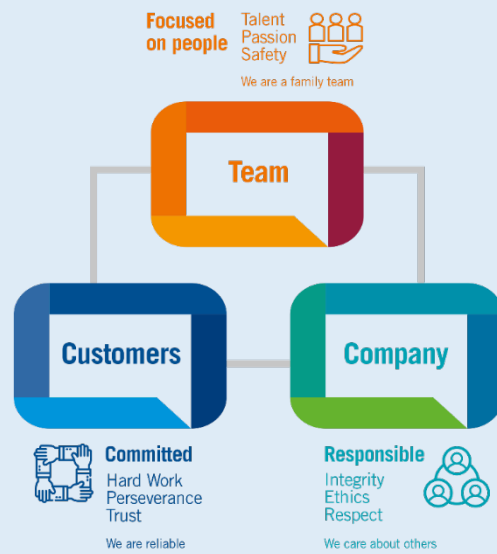 Focused
on people
Talent
Passion
Safety
We are a family team
Team
Customers
Company
Committed
Hard Work
Perseverance
Trust
We are reliable
Responsible
Integrity
Ethics
Respect
We care about others